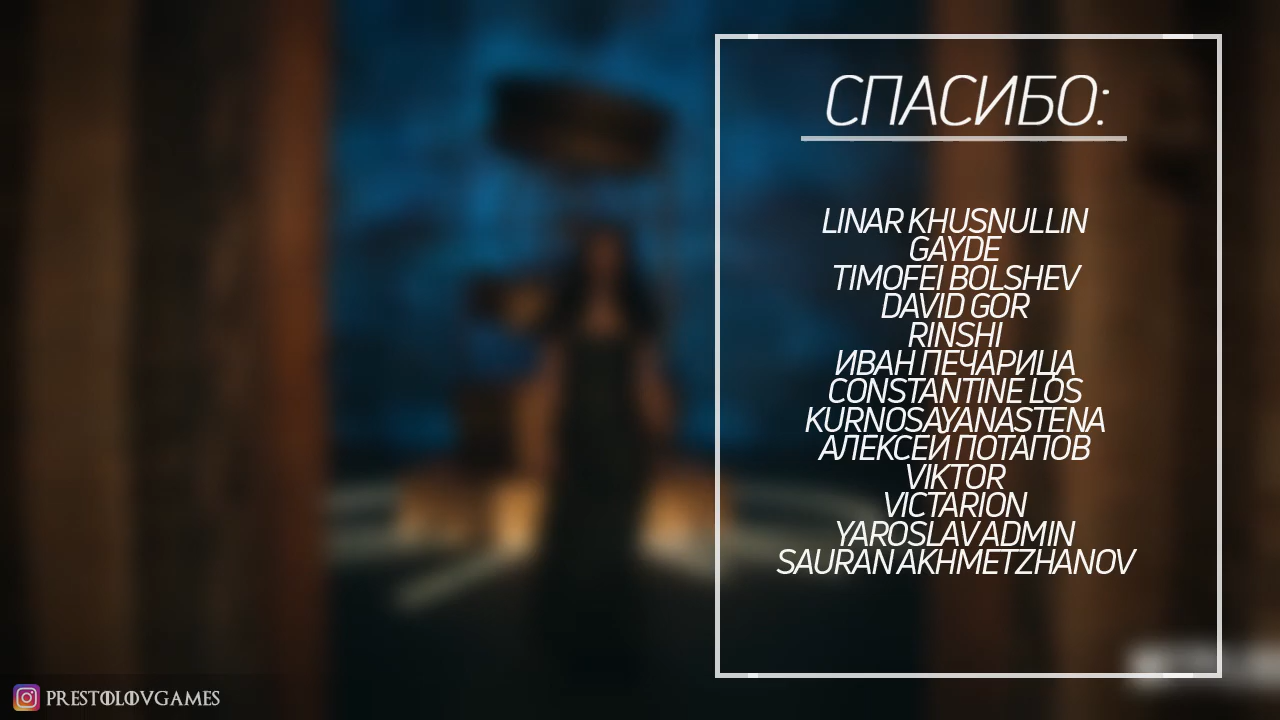 СПАСИБО:
LINAR KHUSNULLIN
GAYDE
TIMOFEI BOLSHEV
DAVID GOR
RINSHI
ИВАН ПЕЧАРИЦА
CONSTANTINE LOS
KURNOSAYANASTENA
АЛЕКСЕЙ ПОТАПОВ
VIKTOR
VICTARION
YAROSLAV ADMIN
SAURAN AKHMETZHANOV
PRESTOLOVGAMES